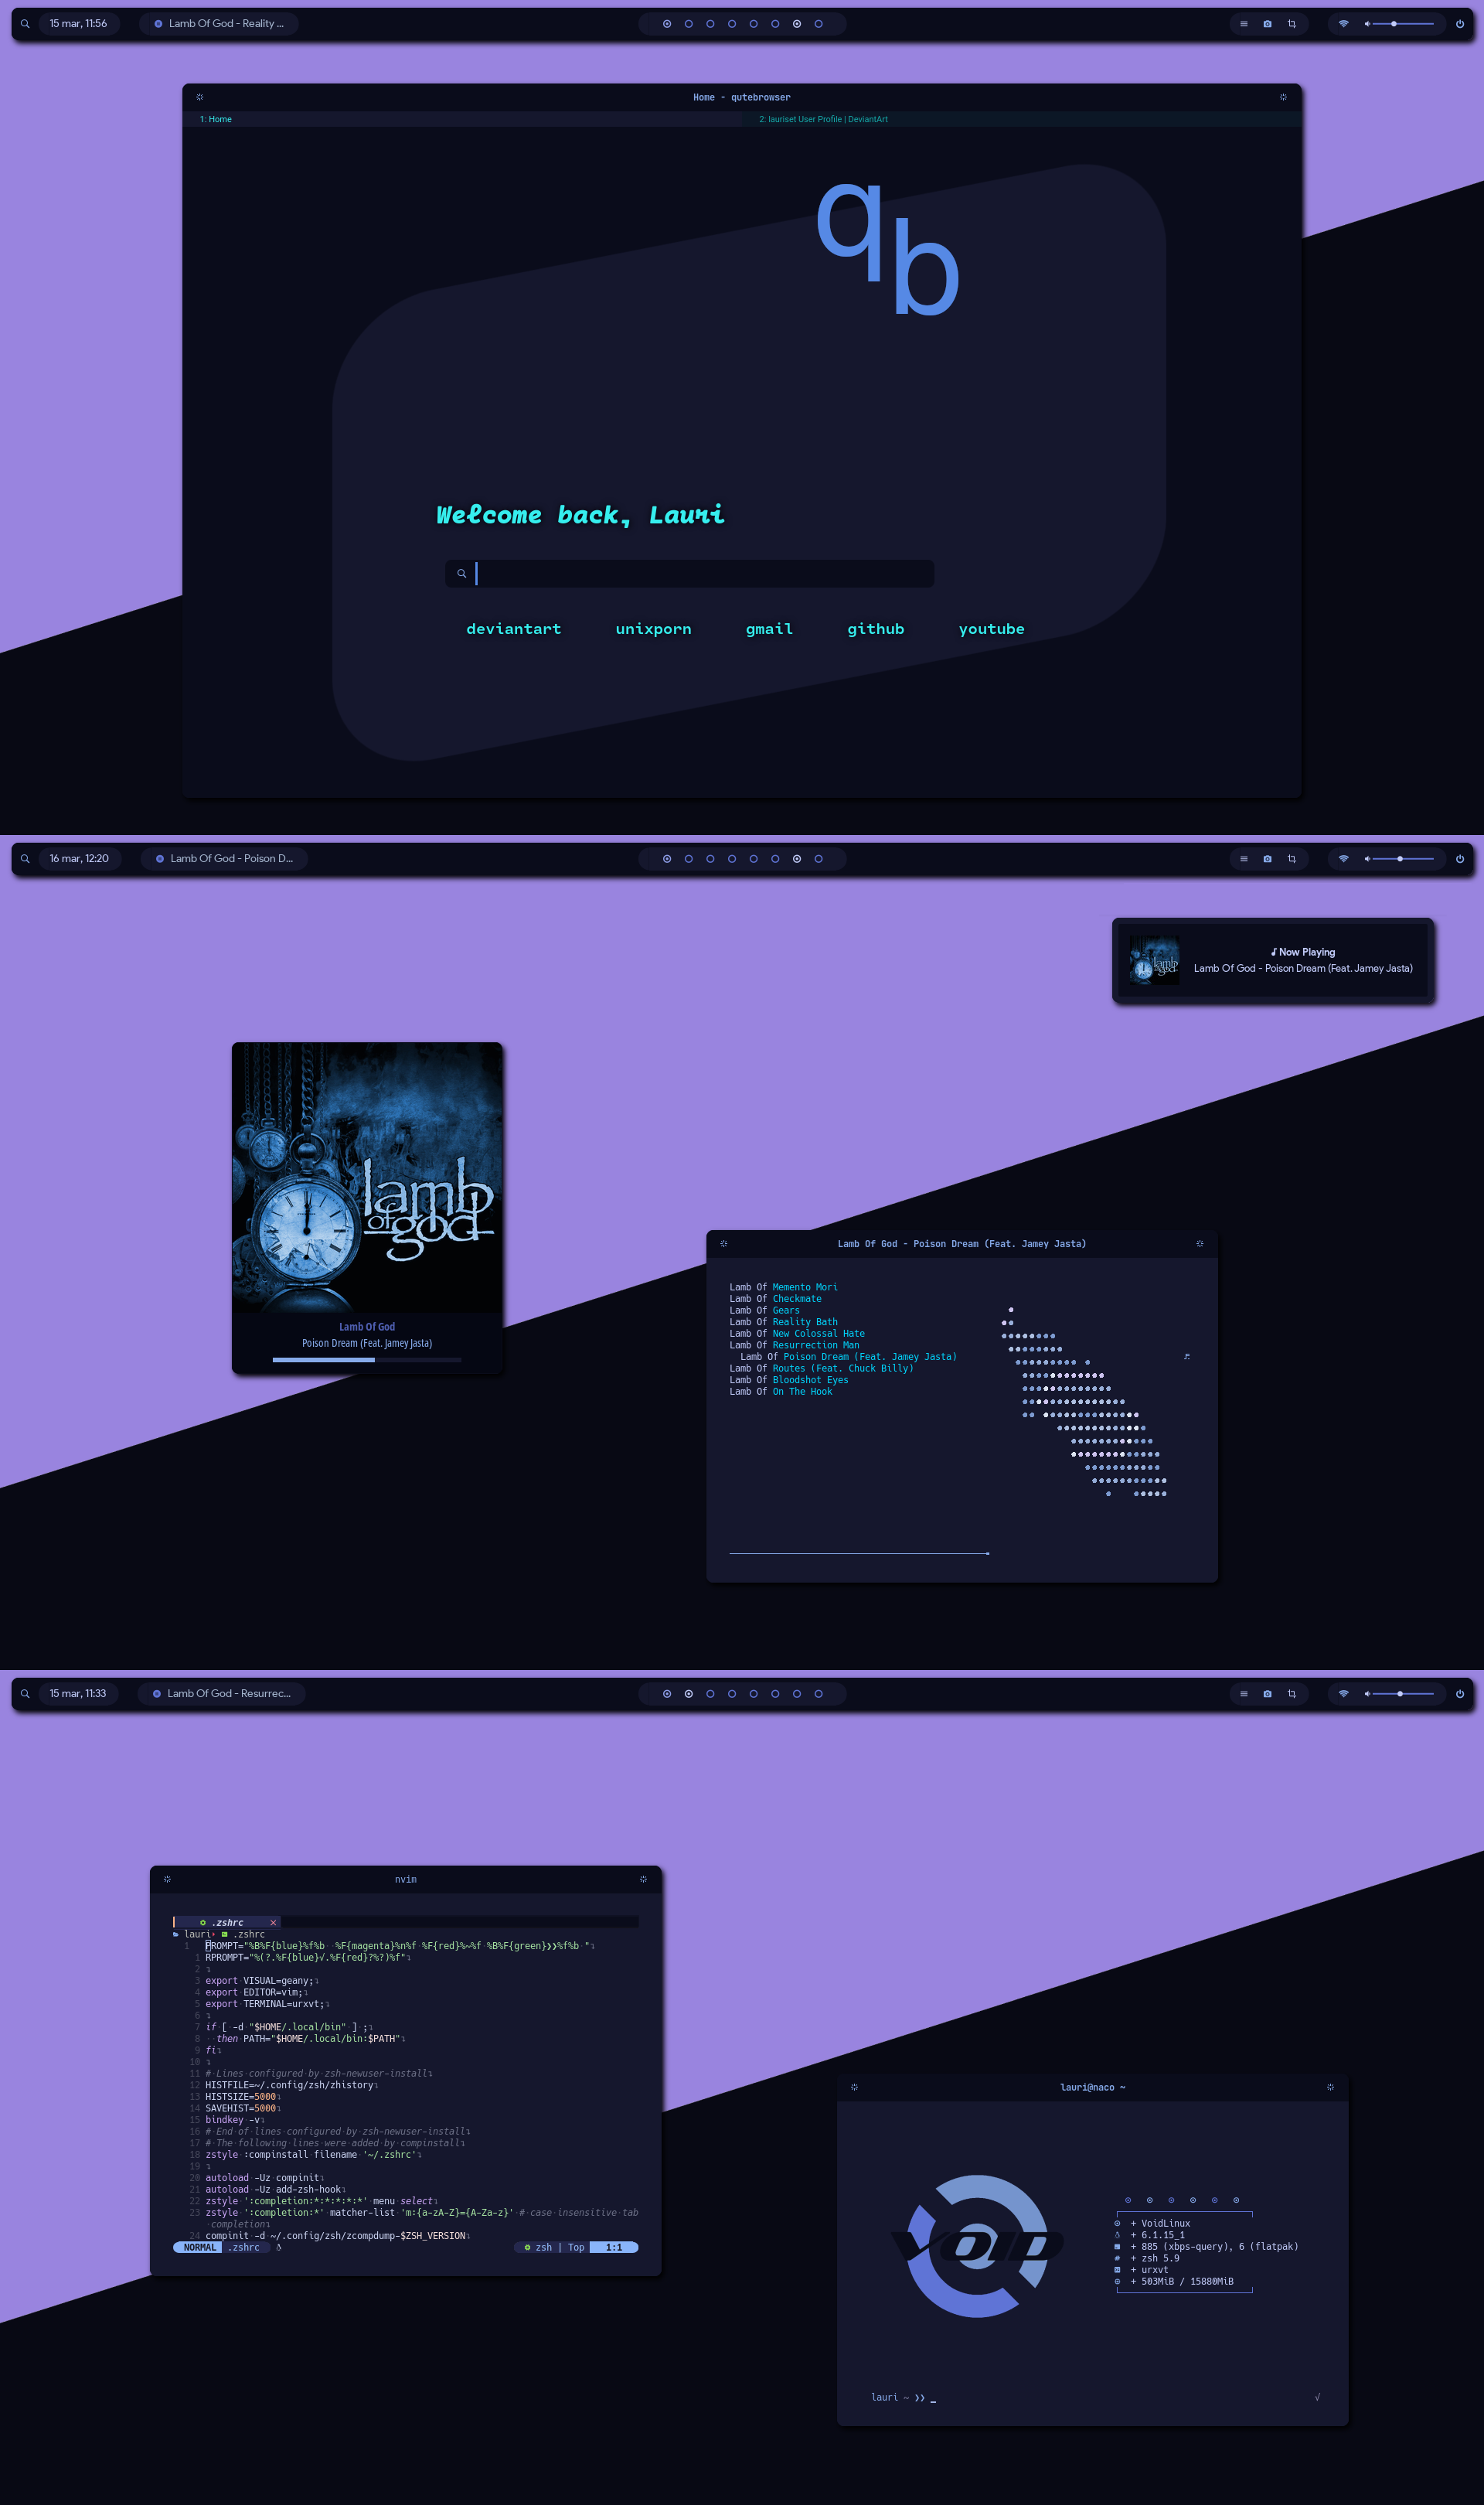 15 mar, 11:56
Lamb Of God - Reality ...
Home - qutebrowser
1: Home
2: lauriset User Profile | DeviantArt
qb
Welcome back, Lauri
deviantart unixporn gmail github youtube
16 mar, 12:20
Lamb Of God - Poison D...
Now Playing
Lamb Of God - Poison Dream (Feat. Jamey Jasta)
lamb of god
Lamb Of God
Poison Dream (Feat. Jamey Jasta)
Lamb Of God - Poison Dream (Feat. Jamey Jasta)
Lamb Of Memento Mori
Lamb Of Checkmate
Lamb Of Gears
Lamb Of Reality Bath
Lamb Of New Colossal Hate
Lamb Of Resurrection Man
Lamb Of Poison Dream (Feat. Jamey Jasta)
Lamb Of Routes (Feat. Chuck Billy)
Lamb Of Bloodshot Eyes
Lamb Of On The Hook
15 mar, 11:33
Lamb Of God - Resurrec...
nvim
.zshrc ×
lauri .zshrc
1 PROMPT="%B%F{blue}%f%b %F{magenta}%n%f %F{red}%~%f %B%F{green}❯❯%f%b "
1 RPROMPT="%(?.%F{blue}√.%F{red}?%?)%f"
2
3 export VISUAL=geany;
4 export EDITOR=vim;
5 export TERMINAL=urxvt;
6
7 if [ -d "$HOME/.local/bin" ] ;
8 then PATH="$HOME/.local/bin:$PATH"
9 fi
10
11 # Lines configured by zsh-newuser-install
12 HISTFILE=~/.config/zsh/zhistory
13 HISTSIZE=5000
14 SAVEHIST=5000
15 bindkey -v
16 # End of lines configured by zsh-newuser-install
17 # The following lines were added by compinstall
18 zstyle :compinstall filename '~/.zshrc'
19
20 autoload -Uz compinit
21 autoload -Uz add-zsh-hook
22 zstyle ':completion:*:*:*:*:*' menu select
23 zstyle ':completion:*' matcher-list 'm:{a-zA-Z}={A-Za-z}' # case insensitive tab
completion
24 compinit -d ~/.config/zsh/zcompdump-$ZSH_VERSION
NORMAL .zshrc zsh | Top 1:1
lauri@naco ~
VOID
+ VoidLinux
+ 6.1.15_1
+ 885 (xbps-query), 6 (flatpak)
+ zsh 5.9
+ urxvt
+ 503MiB / 15880MiB
lauri ~ ❯❯ _ √